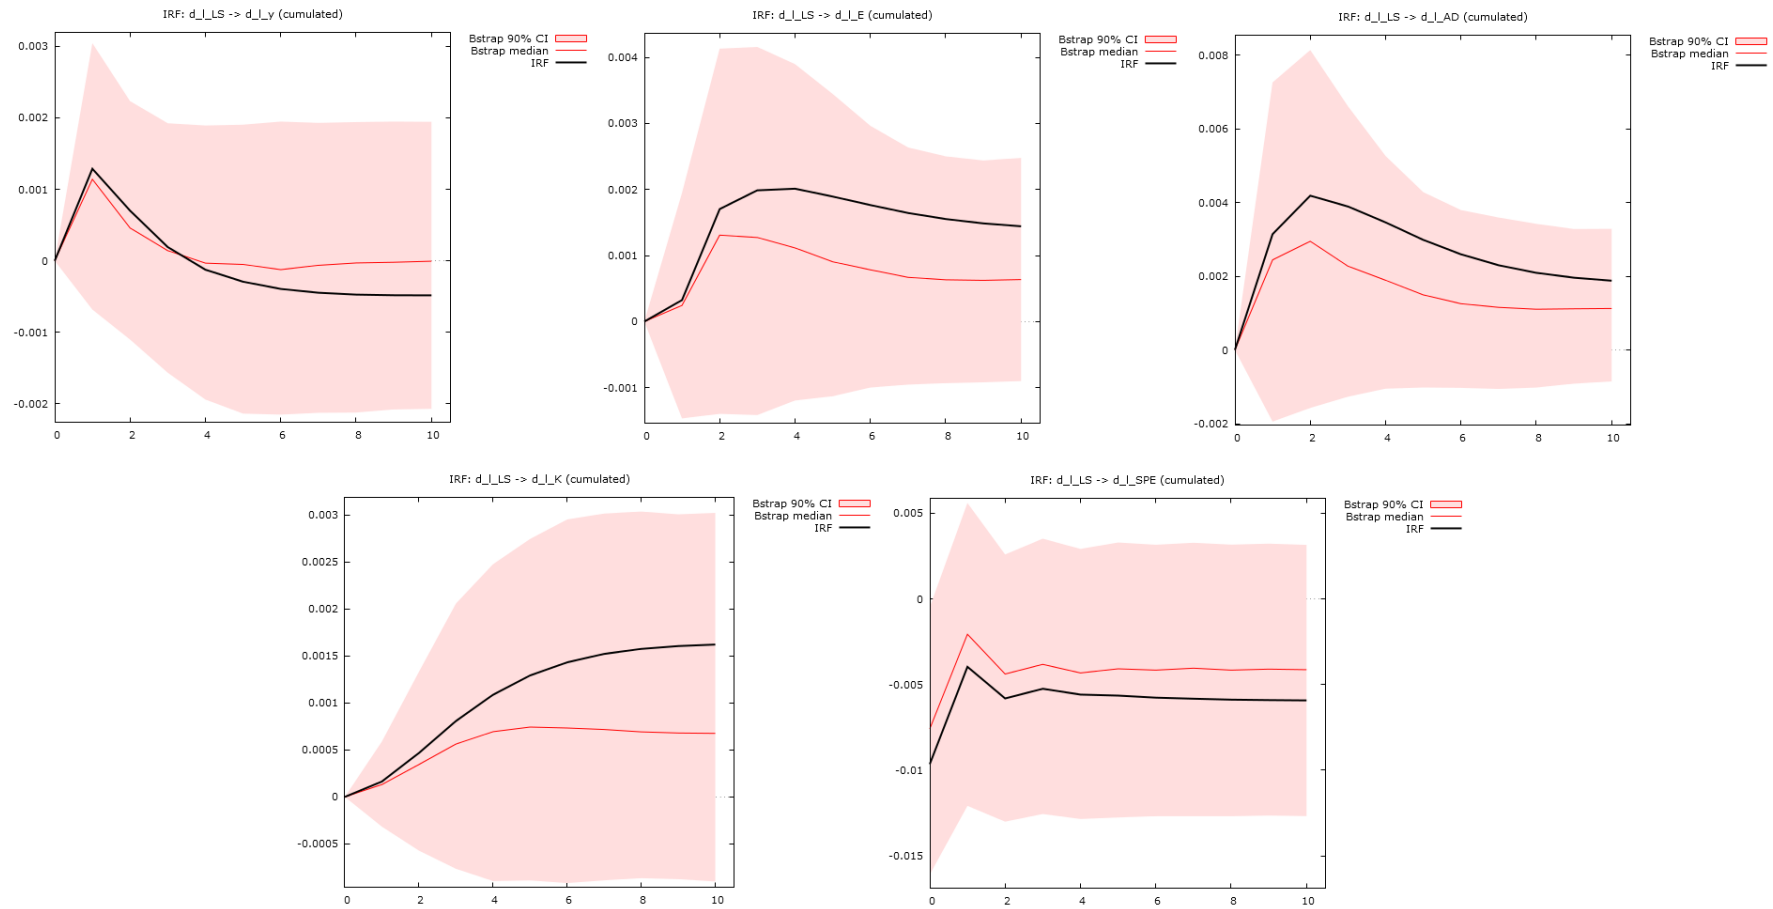 IRF: d_l_LS -> d_l_y (cumulated)
Bstrap 90% CI
Bstrap median
IRF
0.003
0.002
0.001
0
-0.001
-0.002
0 2 4 6 8 10
IRF: d_l_LS -> d_l_E (cumulated)
Bstrap 90% CI
Bstrap median
IRF
0.004
0.003
0.002
0.001
0
-0.001
0 2 4 6 8 10
IRF: d_l_LS -> d_l_AD (cumulated)
Bstrap 90% CI
Bstrap median
IRF
0.008
0.006
0.004
0.002
0
-0.002
0 2 4 6 8 10
IRF: d_l_LS -> d_l_K (cumulated)
Bstrap 90% CI
Bstrap median
IRF
0.003
0.0025
0.002
0.0015
0.001
0.0005
0
-0.0005
0 2 4 6 8 10
IRF: d_l_LS -> d_l_SPE (cumulated)
Bstrap 90% CI
Bstrap median
IRF
0.005
0
-0.005
-0.01
-0.015
0 2 4 6 8 10